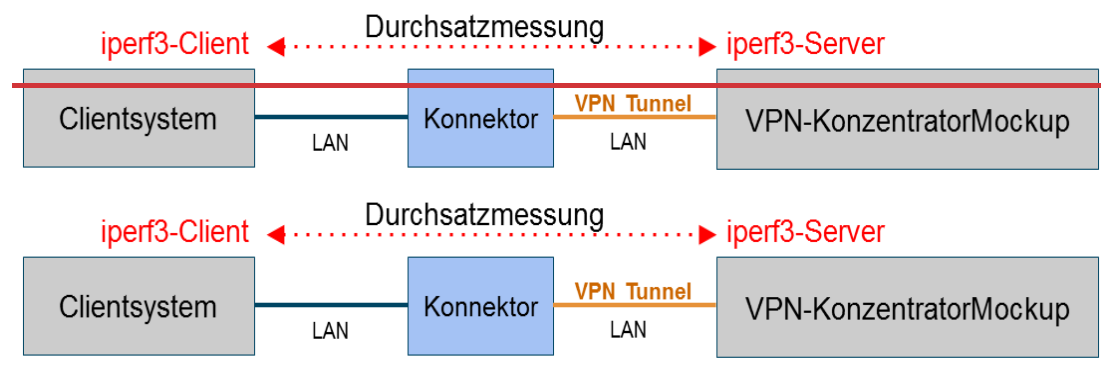 Durchsatzmessung
iperf3-Client
iperf3-Server
Clientsystem
LAN
Konnektor
VPN Tunnel
LAN
VPN-KonzentratorMockup
Durchsatzmessung
iperf3-Client
iperf3-Server
Clientsystem
LAN
Konnektor
VPN Tunnel
LAN
VPN-KonzentratorMockup